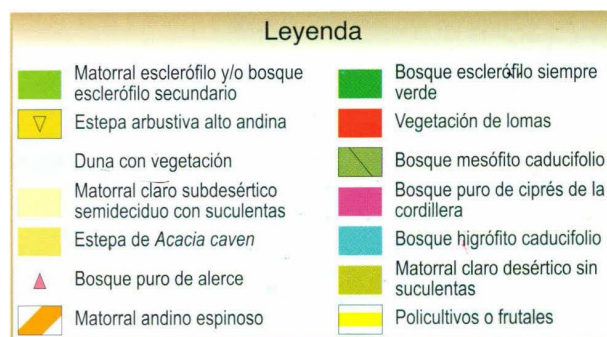 Leyenda
Matorral esclerófilo y/o bosque
esclerófilo secundario
Estepa arbustiva alto andina
Duna con vegetación
Matorral claro subdesértico
semideciduo con suculentas
Estepa de Acacia caven
Bosque puro de alerce
Matorral andino espinoso
Bosque esclerófilo siempre
verde
Vegetación de lomas
Bosque mesófito caducifolio
Bosque puro de ciprés de la
cordillera
Bosque higrófito caducifolio
Matorral claro desértico sin
suculentas
Policultivos o frutales